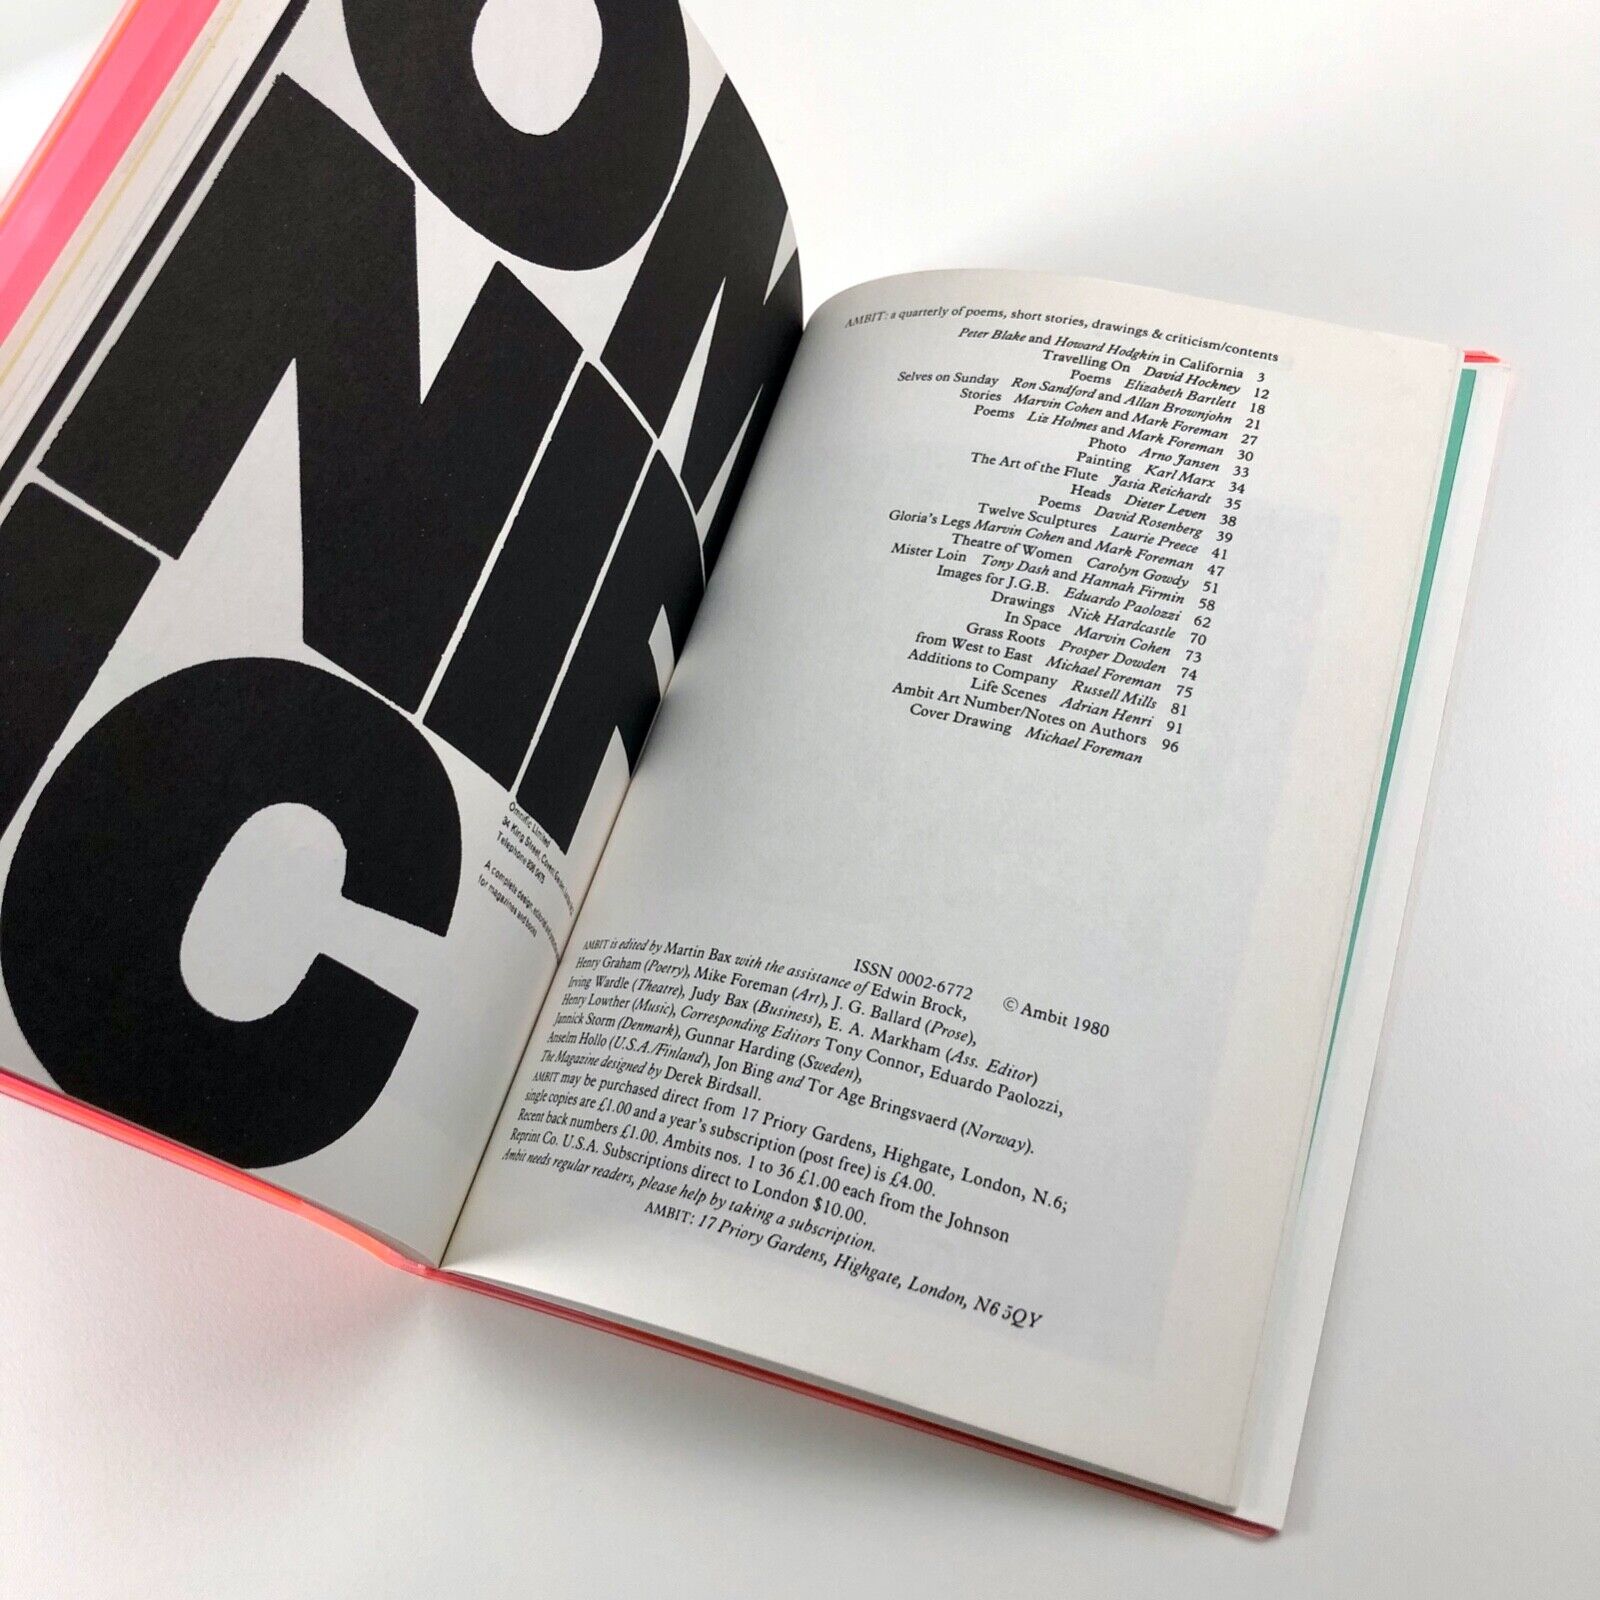 OM
NIF
IC
Omnific Limited
34 King Street, Covent Garden, London
Telephone 836 0475
A complete design, editorial and
for magazines and books
AMBIT: a quarterly of poems, short stories, drawings & criticism/contents
Peter Blake and Howard Hodgkin in California 3
Travelling On David Hockney 12
Poems Elizabeth Bartlett 18
Selves on Sunday Ron Sandford and Allan Brownjohn 21
Stories Marvin Cohen and Mark Foreman 27
Poems Liz Holmes and Mark Foreman 30
Photo Arno Jansen 33
Painting Karl Marx 34
The Art of the Flute Jasia Reichardt 35
Heads Dieter Leven 38
Poems David Rosenberg 39
Twelve Sculptures Laurie Preece 41
Gloria's Legs Marvin Cohen and Mark Foreman 47
Theatre of Women Carolyn Gowdy 51
Mister Loin Tony Dash and Hannah Firmin 58
Images for J.G.B. Eduardo Paolozzi 62
Drawings Nick Hardcastle 70
In Space Marvin Cohen 73
Grass Roots Prosper Dowden 74
from West to East Michael Foreman 75
Additions to Company Russell Mills 81
Life Scenes Adrian Henri 91
Ambit Art Number/Notes on Authors 96
Cover Drawing Michael Foreman
ISSN 0002-6772 © Ambit 1980
AMBIT is edited by Martin Bax with the assistance of Edwin Brock,
Henry Graham (Poetry), Mike Foreman (Art), J. G. Ballard (Prose),
Irving Wardle (Theatre), Judy Bax (Business), E. A. Markham (Ass. Editor)
Henry Lowther (Music), Corresponding Editors Tony Connor, Eduardo Paolozzi,
Jannick Storm (Denmark), Gunnar Harding (Sweden),
Anselm Hollo (U.S.A./Finland), Jon Bing and Tor Age Bringsvaerd (Norway).
The Magazine designed by Derek Birdsall.
AMBIT may be purchased direct from 17 Priory Gardens, Highgate, London, N.6;
single copies are £1.00 and a year's subscription (post free) is £4.00.
Recent back numbers £1.00. Ambits nos. 1 to 36 £1.00 each from the Johnson
Reprint Co. U.S.A. Subscriptions direct to London $10.00.
Ambit needs regular readers, please help by taking a subscription.
AMBIT: 17 Priory Gardens, Highgate, London, N6 5QY